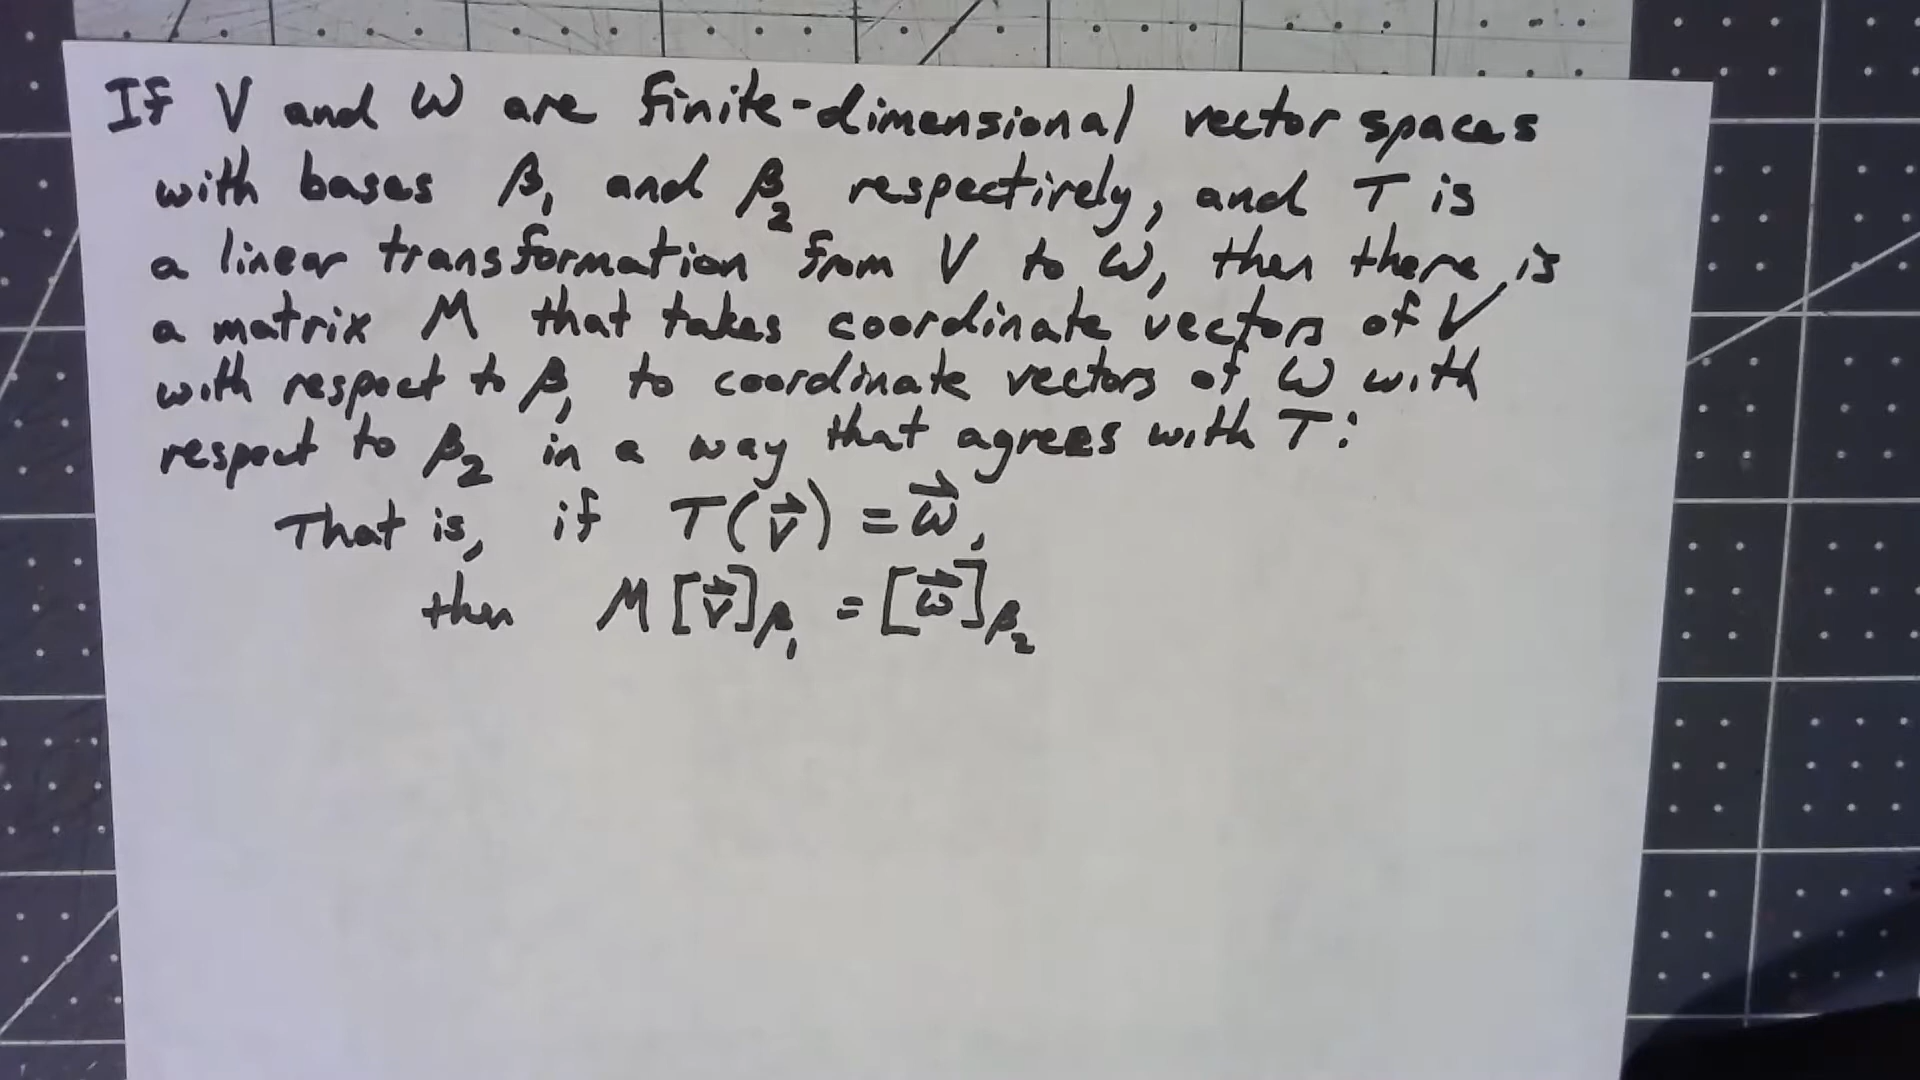 If V and W are finite-dimensional vector spaces
with bases β₁ and β₂ respectively, and T is
a linear transformation from V to W, then there is
a matrix M that takes coordinate vectors of V
with respect to β₁ to coordinate vectors of W with
respect to β₂ in a way that agrees with T:
That is, if T(v⃗) = w⃗,
then M[v⃗]β₁ = [w⃗]β₂